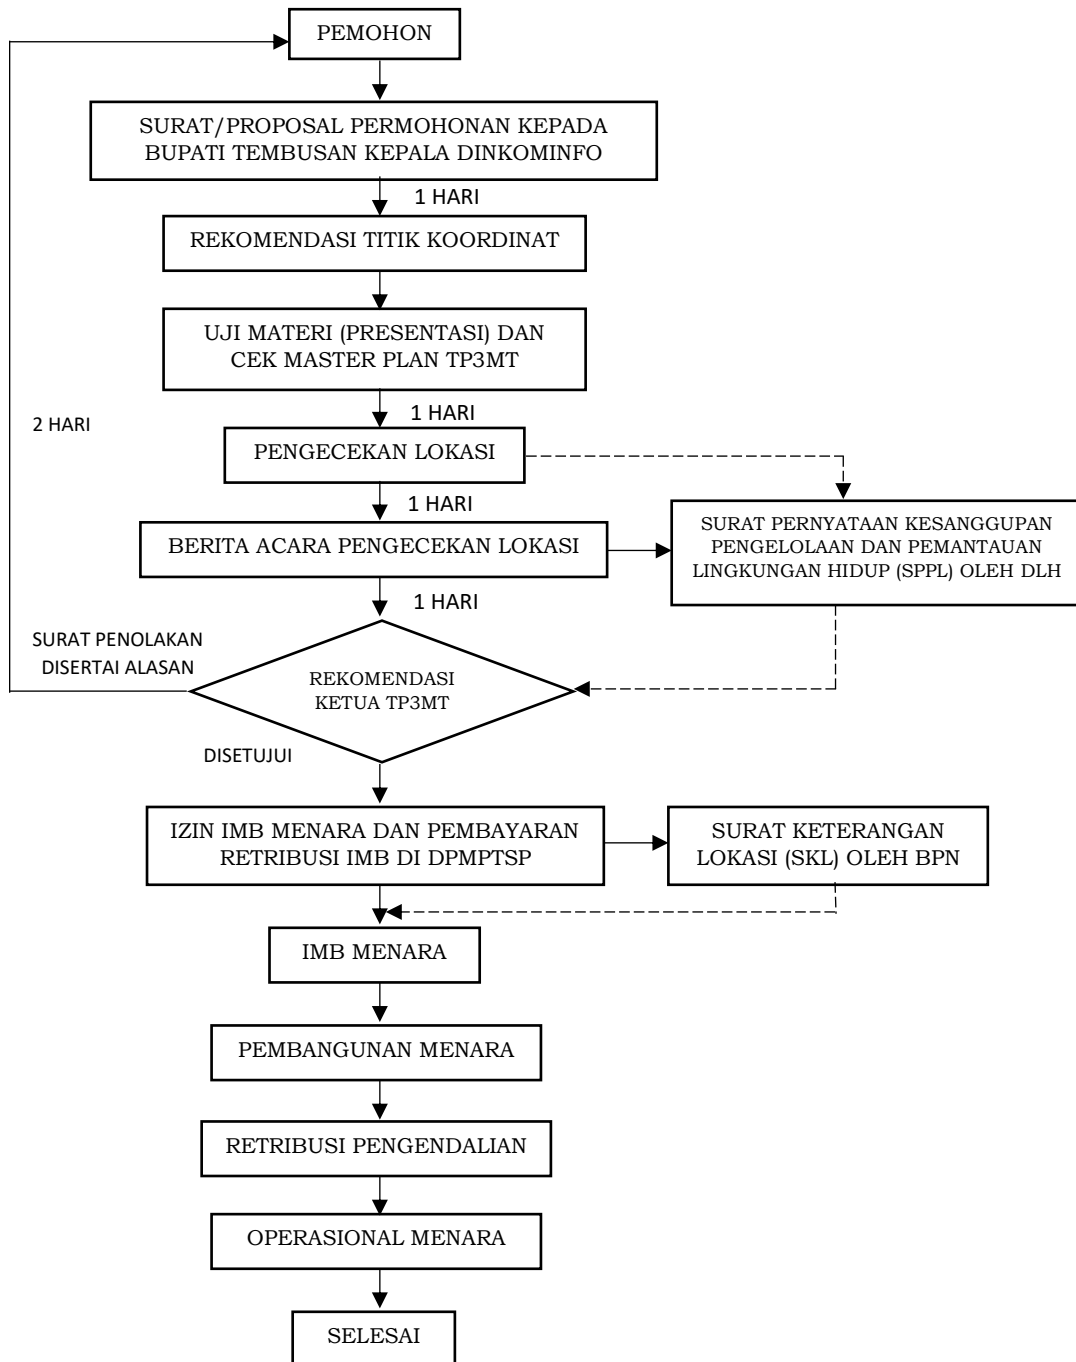 PEMOHON
SURAT/PROPOSAL PERMOHONAN KEPADA
BUPATI TEMBUSAN KEPALA DINKOMINFO
1 HARI
REKOMENDASI TITIK KOORDINAT
UJI MATERI (PRESENTASI) DAN
CEK MASTER PLAN TP3MT
1 HARI
2 HARI
PENGECEKAN LOKASI
1 HARI
BERITA ACARA PENGECEKAN LOKASI
SURAT PERNYATAAN KESANGGUPAN
PENGELOLAAN DAN PEMANTAUAN
LINGKUNGAN HIDUP (SPPL) OLEH DLH
1 HARI
SURAT PENOLAKAN
DISERTAI ALASAN
REKOMENDASI
KETUA TP3MT
DISETUJUI
IZIN IMB MENARA DAN PEMBAYARAN
RETRIBUSI IMB DI DPMPTSP
SURAT KETERANGAN
LOKASI (SKL) OLEH BPN
IMB MENARA
PEMBANGUNAN MENARA
RETRIBUSI PENGENDALIAN
OPERASIONAL MENARA
SELESAI